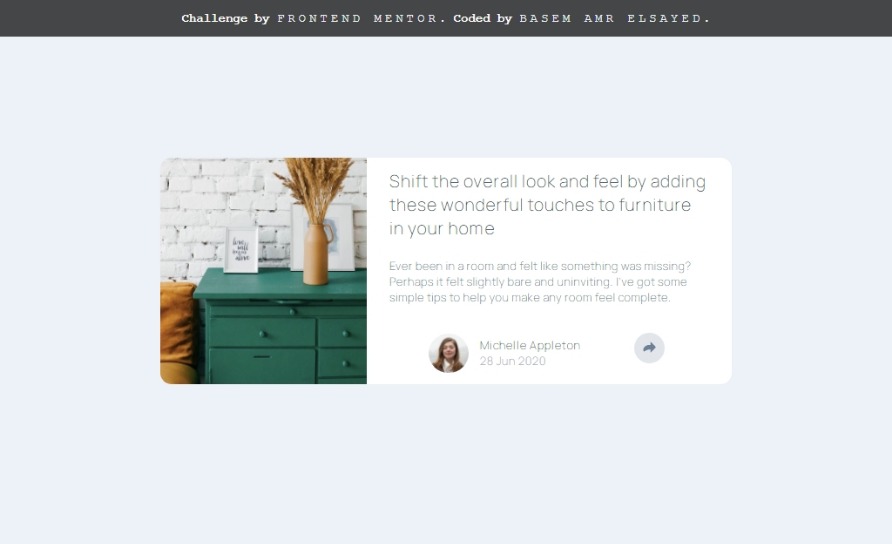 Challenge by FRONTEND MENTOR. Coded by BASEM AMR ELSAYED.
Shift the overall look and feel by adding
these wonderful touches to furniture
in your home
Ever been in a room and felt like something was missing?
Perhaps it felt slightly bare and uninviting. I've got some
simple tips to help you make any room feel complete.
Michelle Appleton
28 Jun 2020